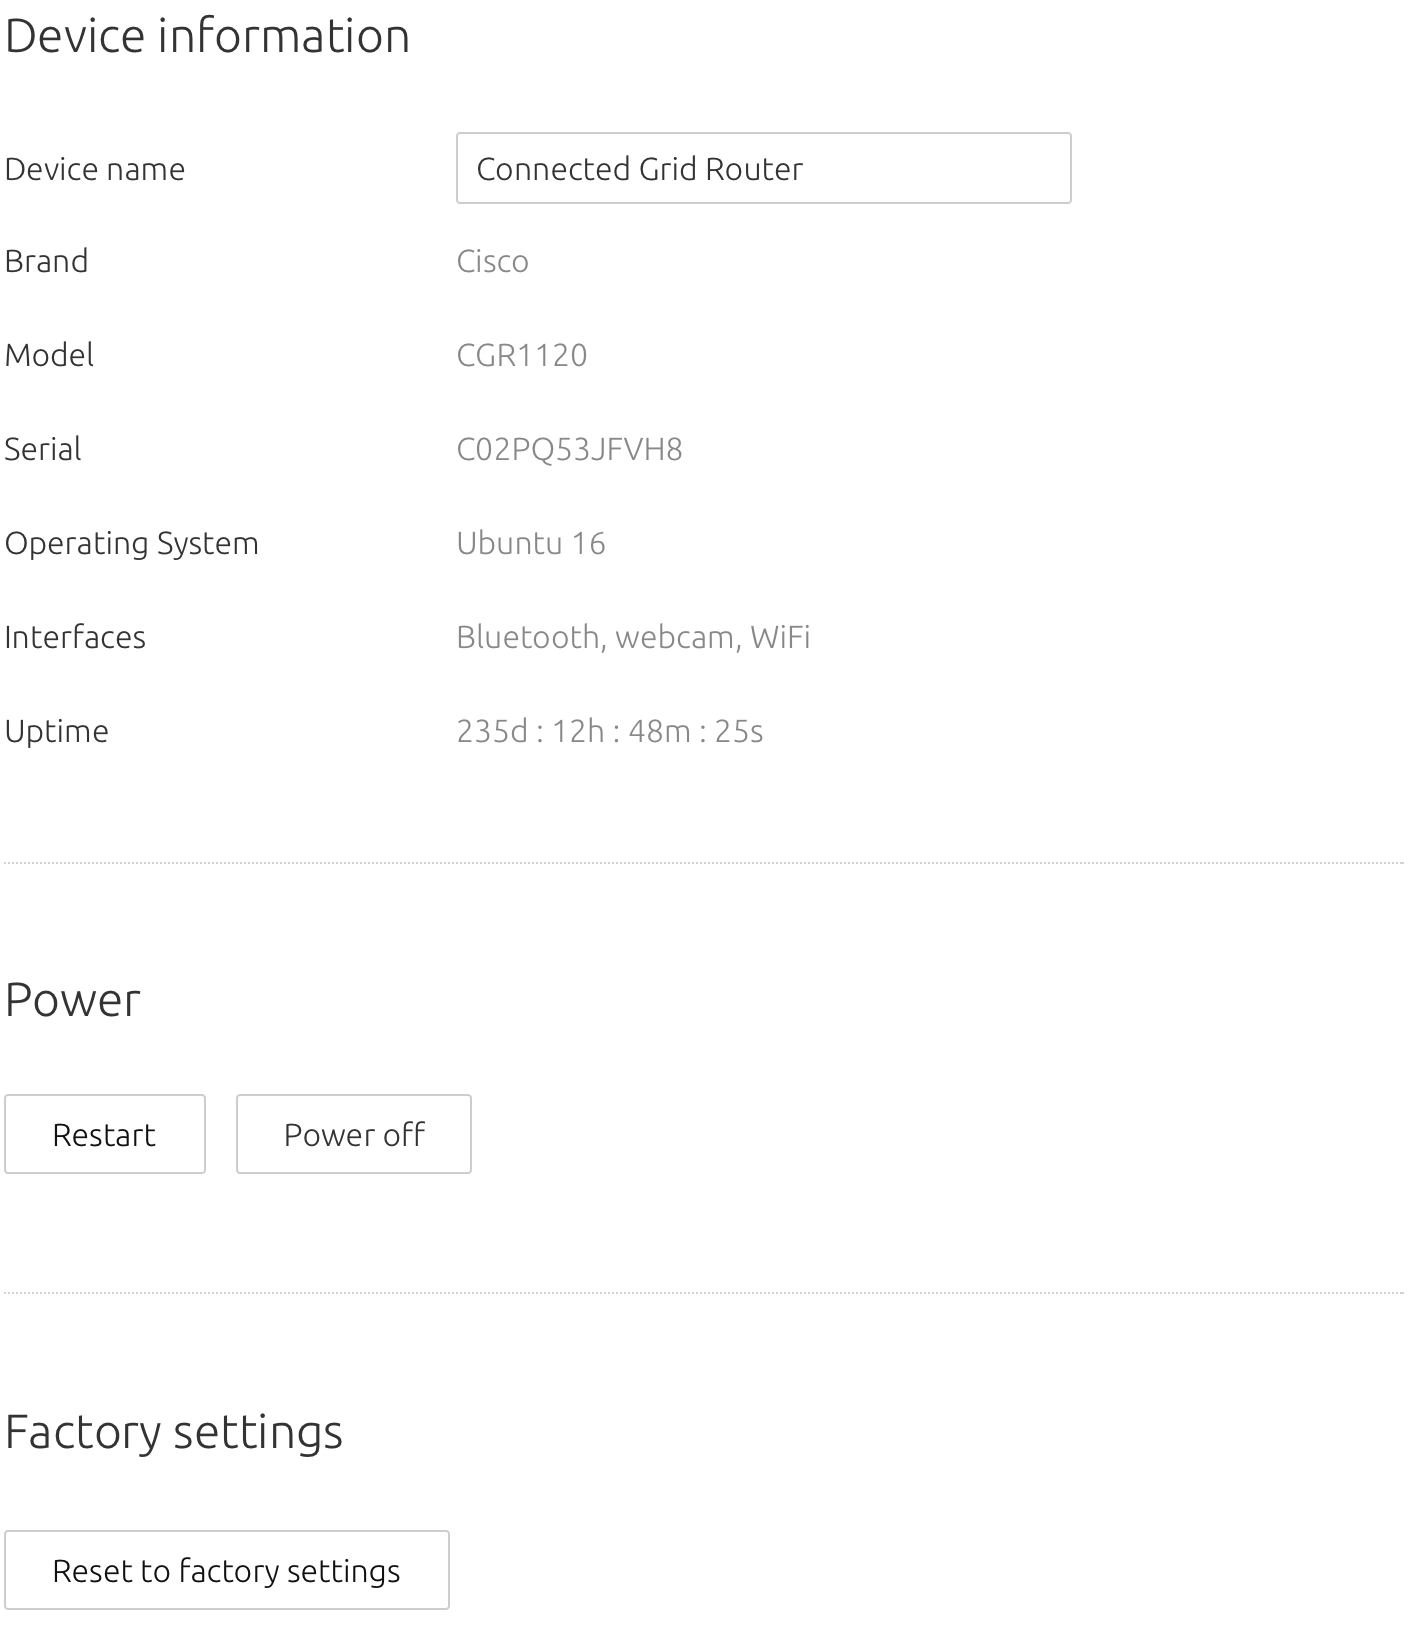 Device information
Device name Connected Grid Router
Brand Cisco
Model CGR1120
Serial C02PQ53JFVH8
Operating System Ubuntu 16
Interfaces Bluetooth, webcam, WiFi
Uptime 235d : 12h : 48m : 25s
Power
Restart Power off
Factory settings
Reset to factory settings